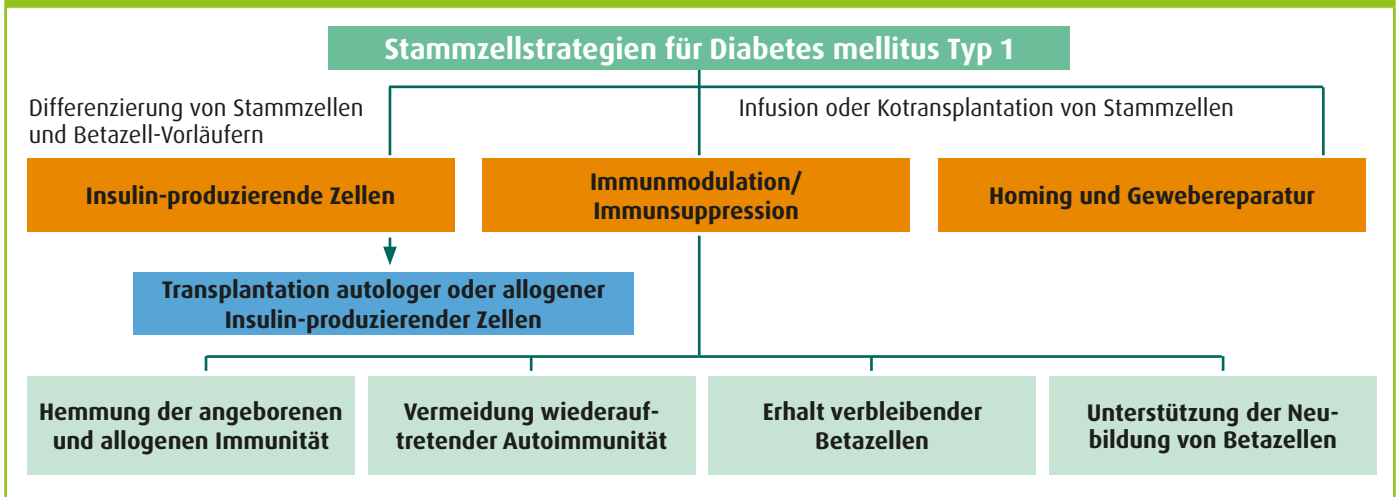 Stammzellstrategien für Diabetes mellitus Typ 1
Differenzierung von Stammzellen
und Betazell-Vorläufern
Infusion oder Kotransplantation von Stammzellen
Insulin-produzierende Zellen
Immunmodulation/
Immunsuppression
Homing und Gewebereparatur
Transplantation autologer oder allogener
Insulin-produzierender Zellen
Hemmung der angeborenen
und allogenen Immunität
Vermeidung wiederauf-
tretender Autoimmunität
Erhalt verbleibender
Betazellen
Unterstützung der Neu-
bildung von Betazellen